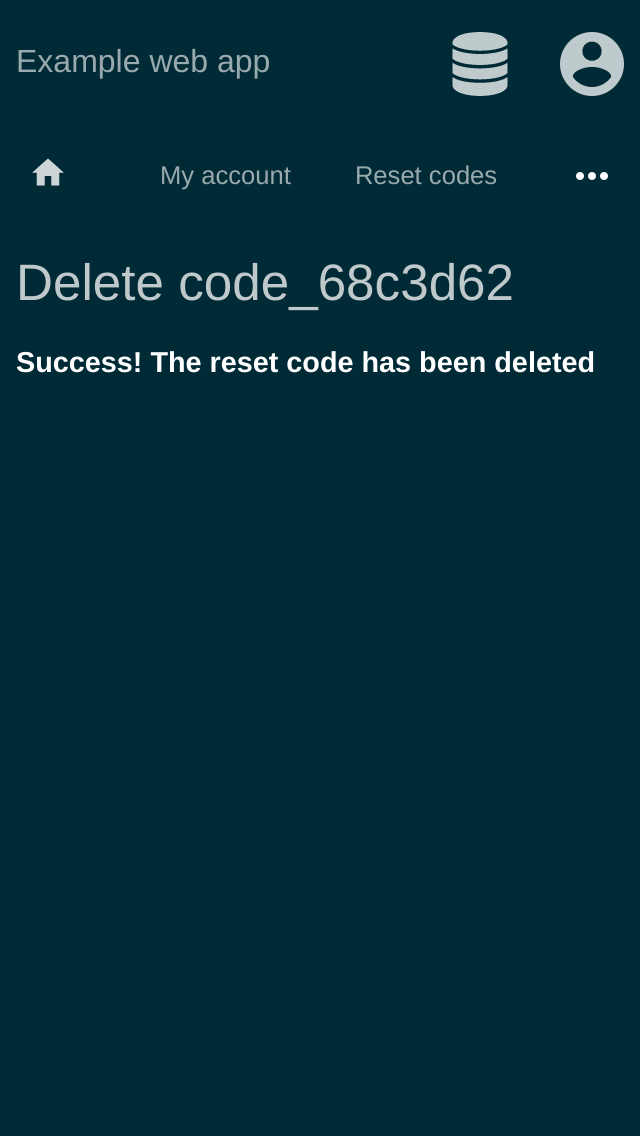 Example web app
My account Reset codes
Delete code_68c3d62
Success! The reset code has been deleted